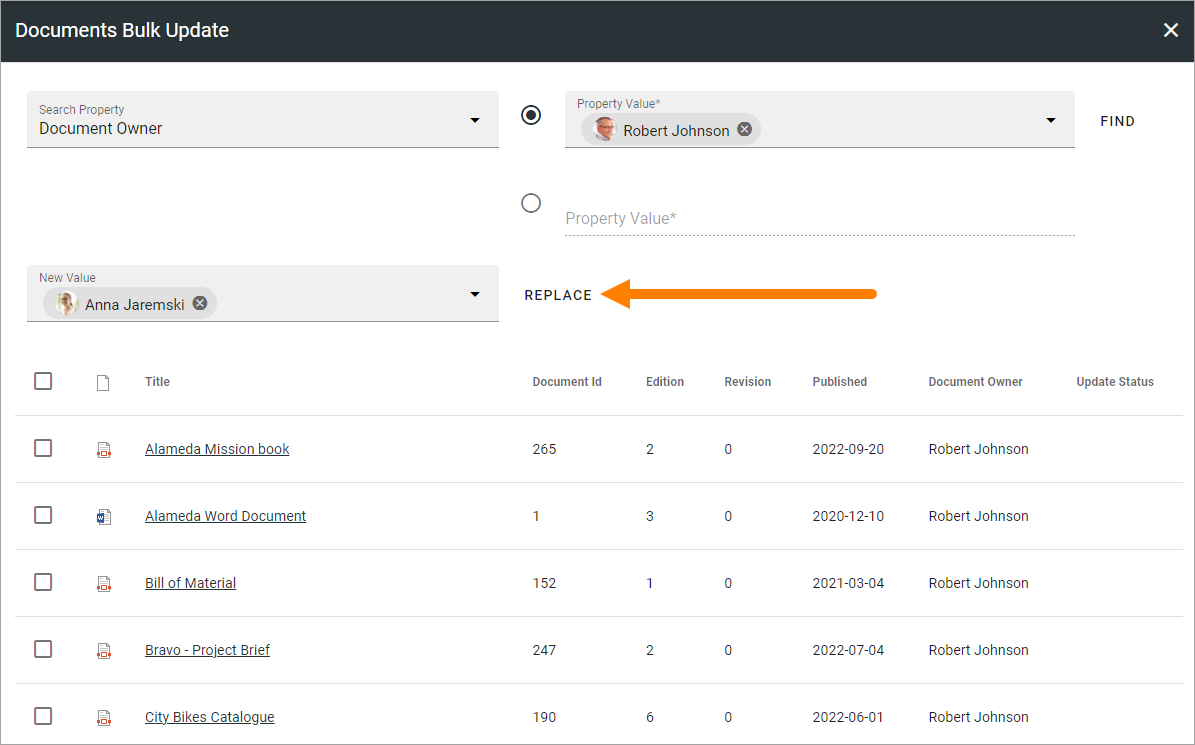 Documents Bulk Update
Search Property
Document Owner
Property Value*
Robert Johnson
FIND
Property Value*
New Value
Anna Jaremski
REPLACE
Title Document Id Edition Revision Published Document Owner Update Status
Alameda Mission book 265 2 0 2022-09-20 Robert Johnson
Alameda Word Document 1 3 0 2020-12-10 Robert Johnson
Bill of Material 152 1 0 2021-03-04 Robert Johnson
Bravo - Project Brief 247 2 0 2022-07-04 Robert Johnson
City Bikes Catalogue 190 6 0 2022-06-01 Robert Johnson